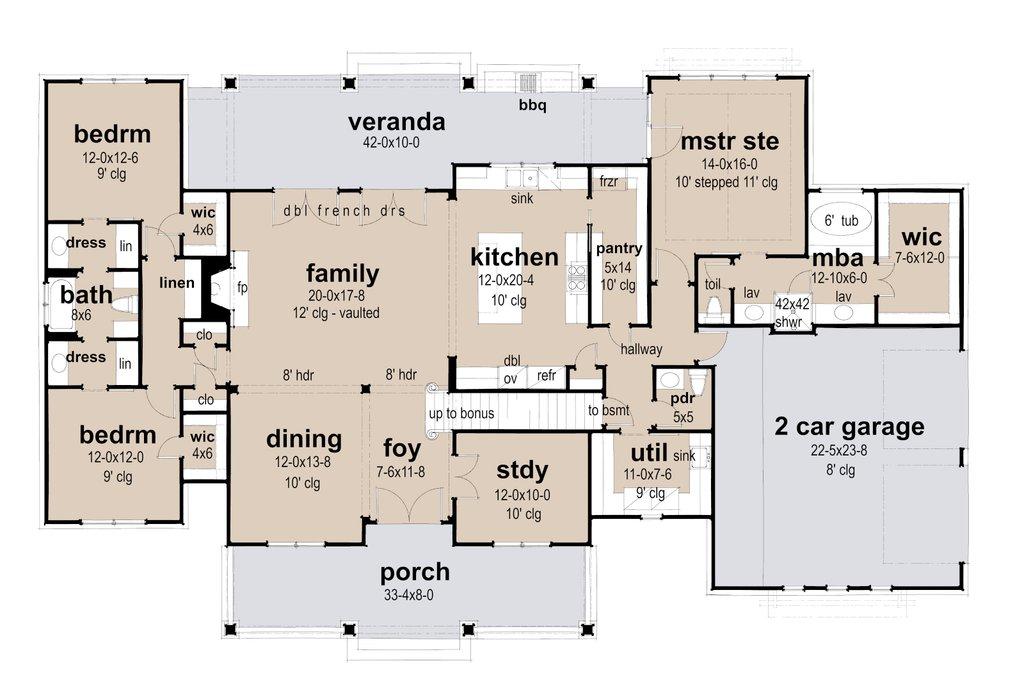 bbq
veranda
42-0x10-0
bedrm
12-0x12-6
9' clg
mstr ste
14-0x16-0
10' stepped 11' clg
frzr
sink
wic
4x6
dbl french drs
6' tub
dress
lin
pantry
5x14
10' clg
kitchen
12-0x20-4
10' clg
wic
7-6x12-0
mba
12-10x6-0
family
20-0x17-8
12' clg - vaulted
linen
fp
toil
lav
lav
42x42
shwr
bath
8x6
clo
hallway
dress
lin
8' hdr
8' hdr
dbl
ov
refr
clo
pdr
5x5
up to bonus
to bsmt
bedrm
12-0x12-0
9' clg
wic
4x6
dining
12-0x13-8
10' clg
foy
7-6x11-8
stdy
12-0x10-0
10' clg
util
sink
11-0x7-6
9' clg
2 car garage
22-5x23-8
8' clg
porch
33-4x8-0